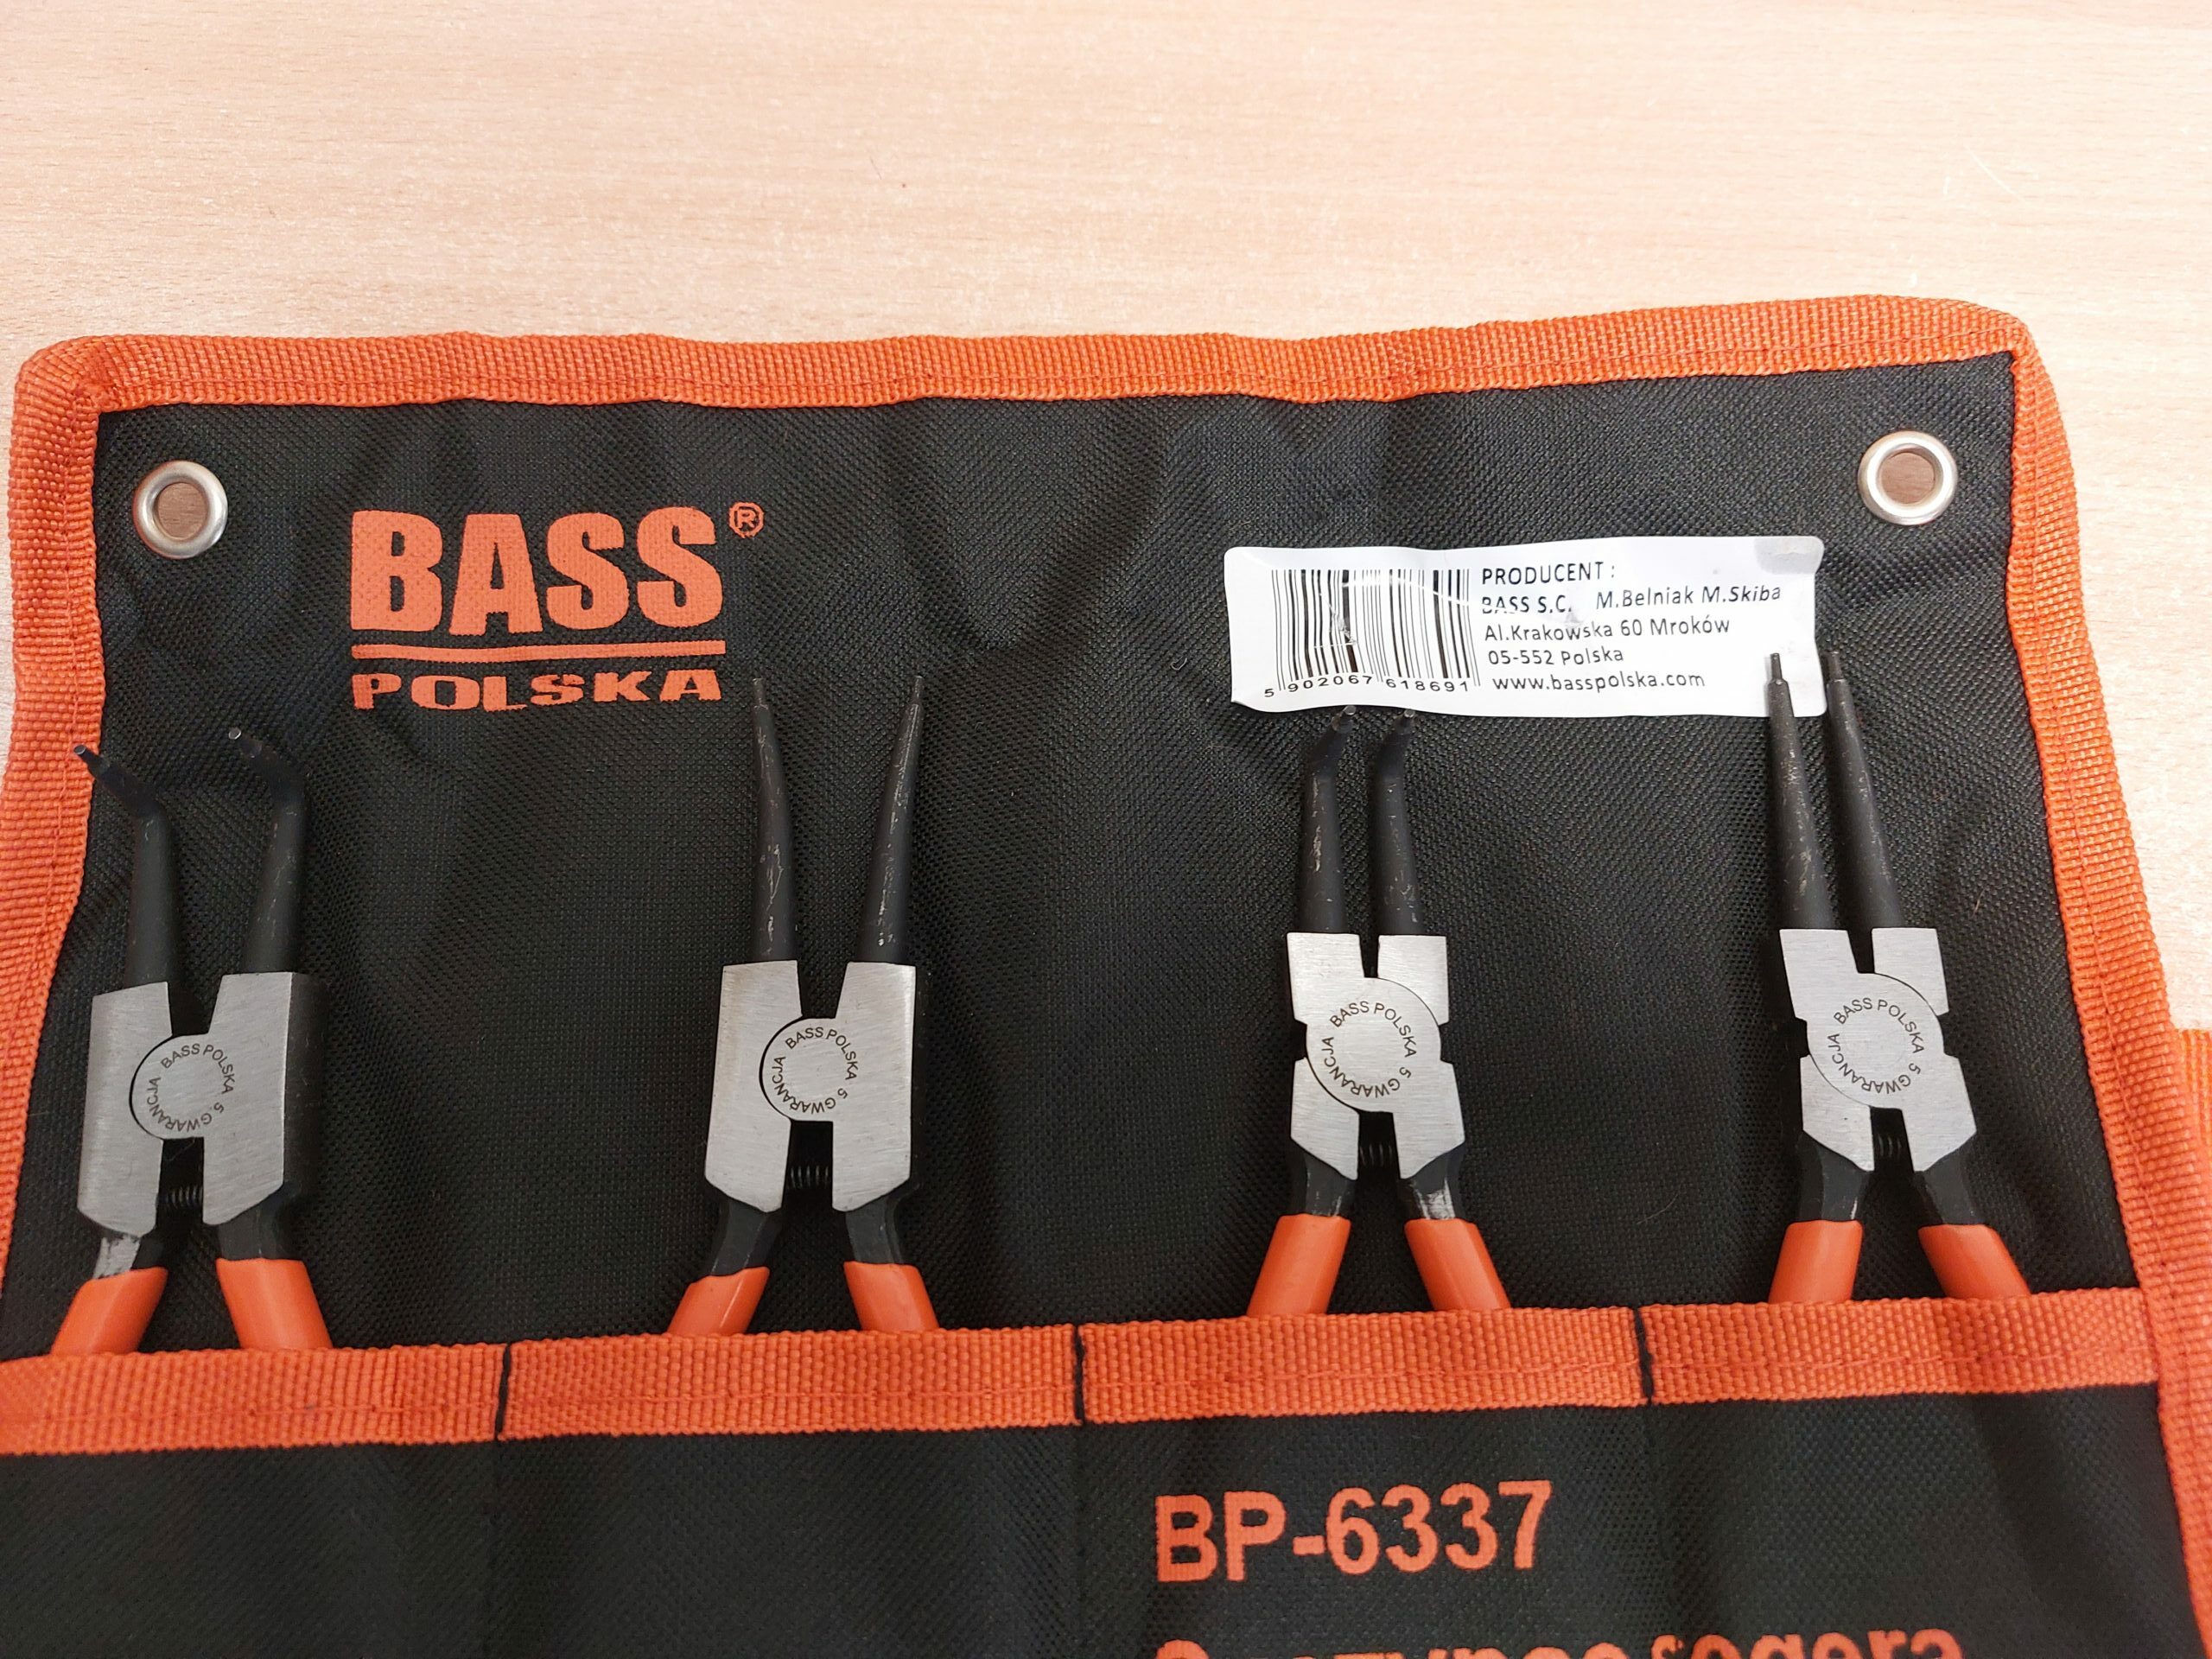 BASS®
POLSKA
PRODUCENT :
BASS S.C. M.Belniak M.Skiba
Al.Krakowska 60 Mroków
05-552 Polska
www.basspolska.com
5 902067 618691
BASS POLSKA 5 GWARANCJA
BASS POLSKA 5 GWARANCJA
BASS POLSKA 5 GWARANCJA
BASS POLSKA 5 GWARANCJA
BP-6337
segera